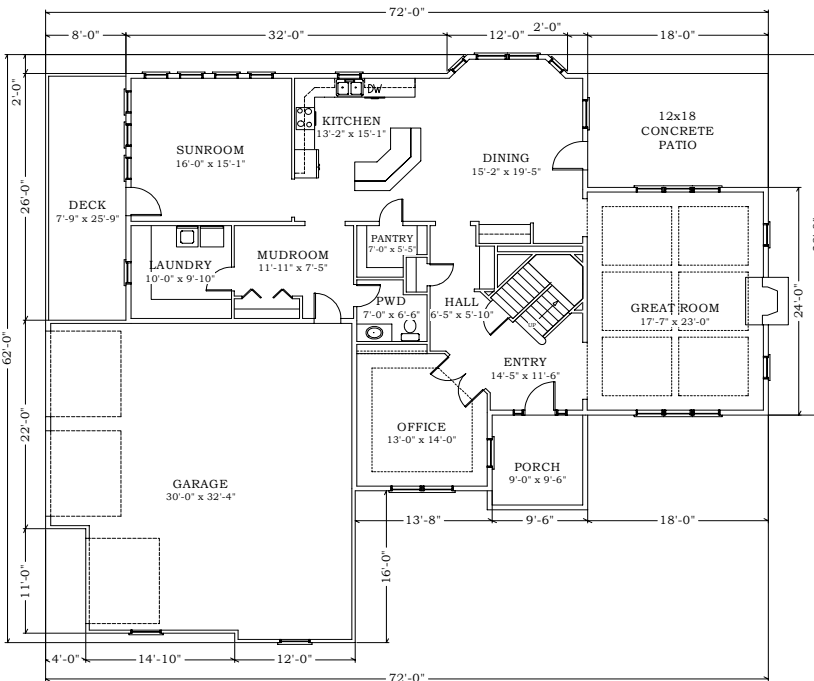 72'-0"
8'-0"
32'-0"
12'-0"
2'-0"
18'-0"
2'-0"
DW
KITCHEN
13'-2" x 15'-1"
12x18
CONCRETE
PATIO
SUNROOM
16'-0" x 15'-1"
DINING
15'-2" x 19'-5"
26'-0"
DECK
7'-9" x 25'-9"
PANTRY
7'-0" x 5'-5"
MUDROOM
11'-11" x 7'-5"
LAUNDRY
10'-0" x 9'-10"
PWD
7'-0" x 6'-6"
HALL
6'-5" x 5'-10"
UP
GREAT ROOM
17'-7" x 23'-0"
24'-0"
62'-0"
ENTRY
14'-5" x 11'-6"
22'-0"
OFFICE
13'-0" x 14'-0"
PORCH
9'-0" x 9'-6"
GARAGE
30'-0" x 32'-4"
13'-8"
9'-6"
18'-0"
16'-0"
11'-0"
4'-0"
14'-10"
12'-0"
72'-0"